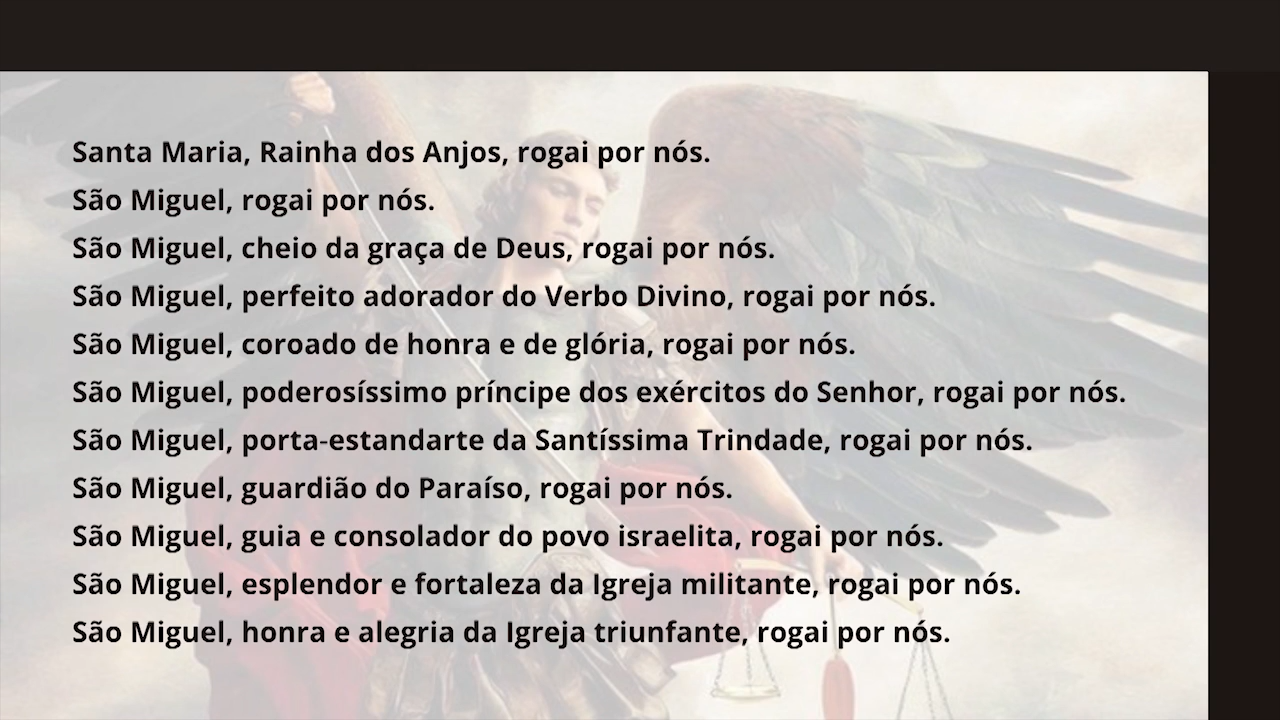 Santa Maria, Rainha dos Anjos, rogai por nós.
São Miguel, rogai por nós.
São Miguel, cheio da graça de Deus, rogai por nós.
São Miguel, perfeito adorador do Verbo Divino, rogai por nós.
São Miguel, coroado de honra e de glória, rogai por nós.
São Miguel, poderosíssimo príncipe dos exércitos do Senhor, rogai por nós.
São Miguel, porta-estandarte da Santíssima Trindade, rogai por nós.
São Miguel, guardião do Paraíso, rogai por nós.
São Miguel, guia e consolador do povo israelita, rogai por nós.
São Miguel, esplendor e fortaleza da Igreja militante, rogai por nós.
São Miguel, honra e alegria da Igreja triunfante, rogai por nós.